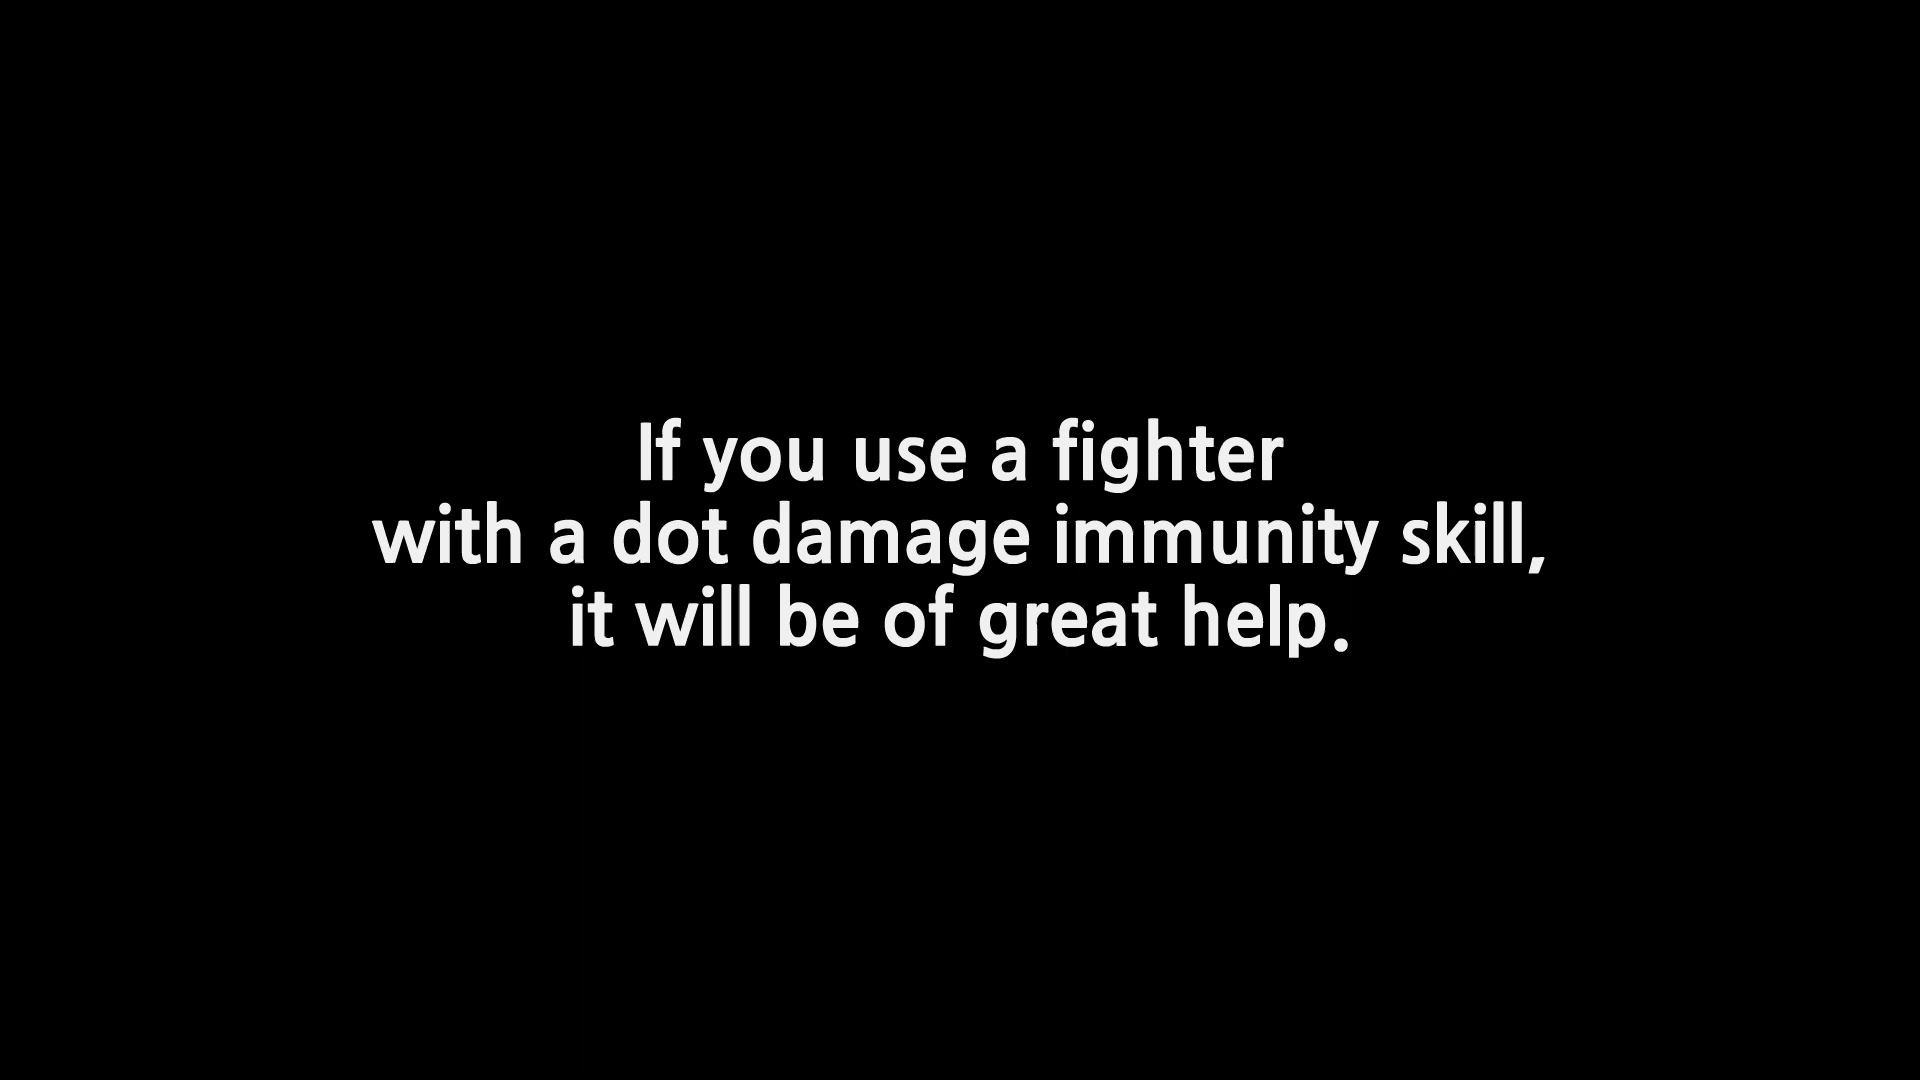 If you use a fighter
with a dot damage immunity skill,
it will be of great help.